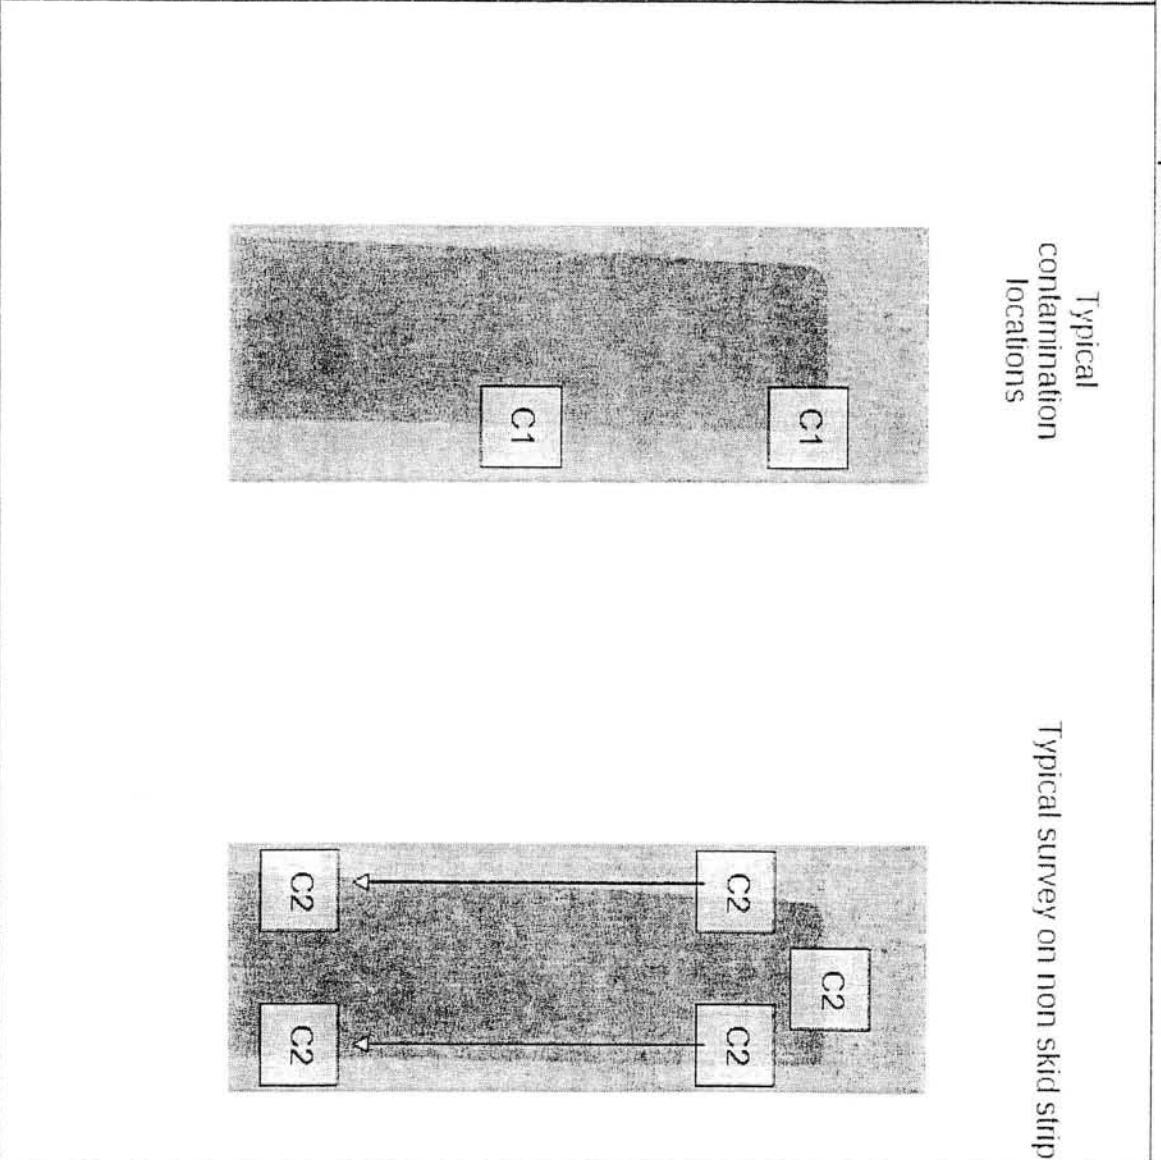 Typical
contamination
locations
C1
C1
Typical survey on non skid strip
C2
C2
C2
C2
C2